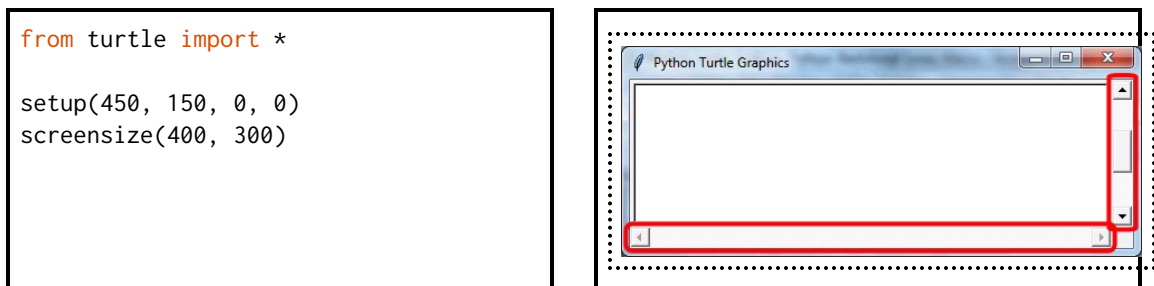 from turtle import *
setup(450, 150, 0, 0)
screensize(400, 300)
Python Turtle Graphics